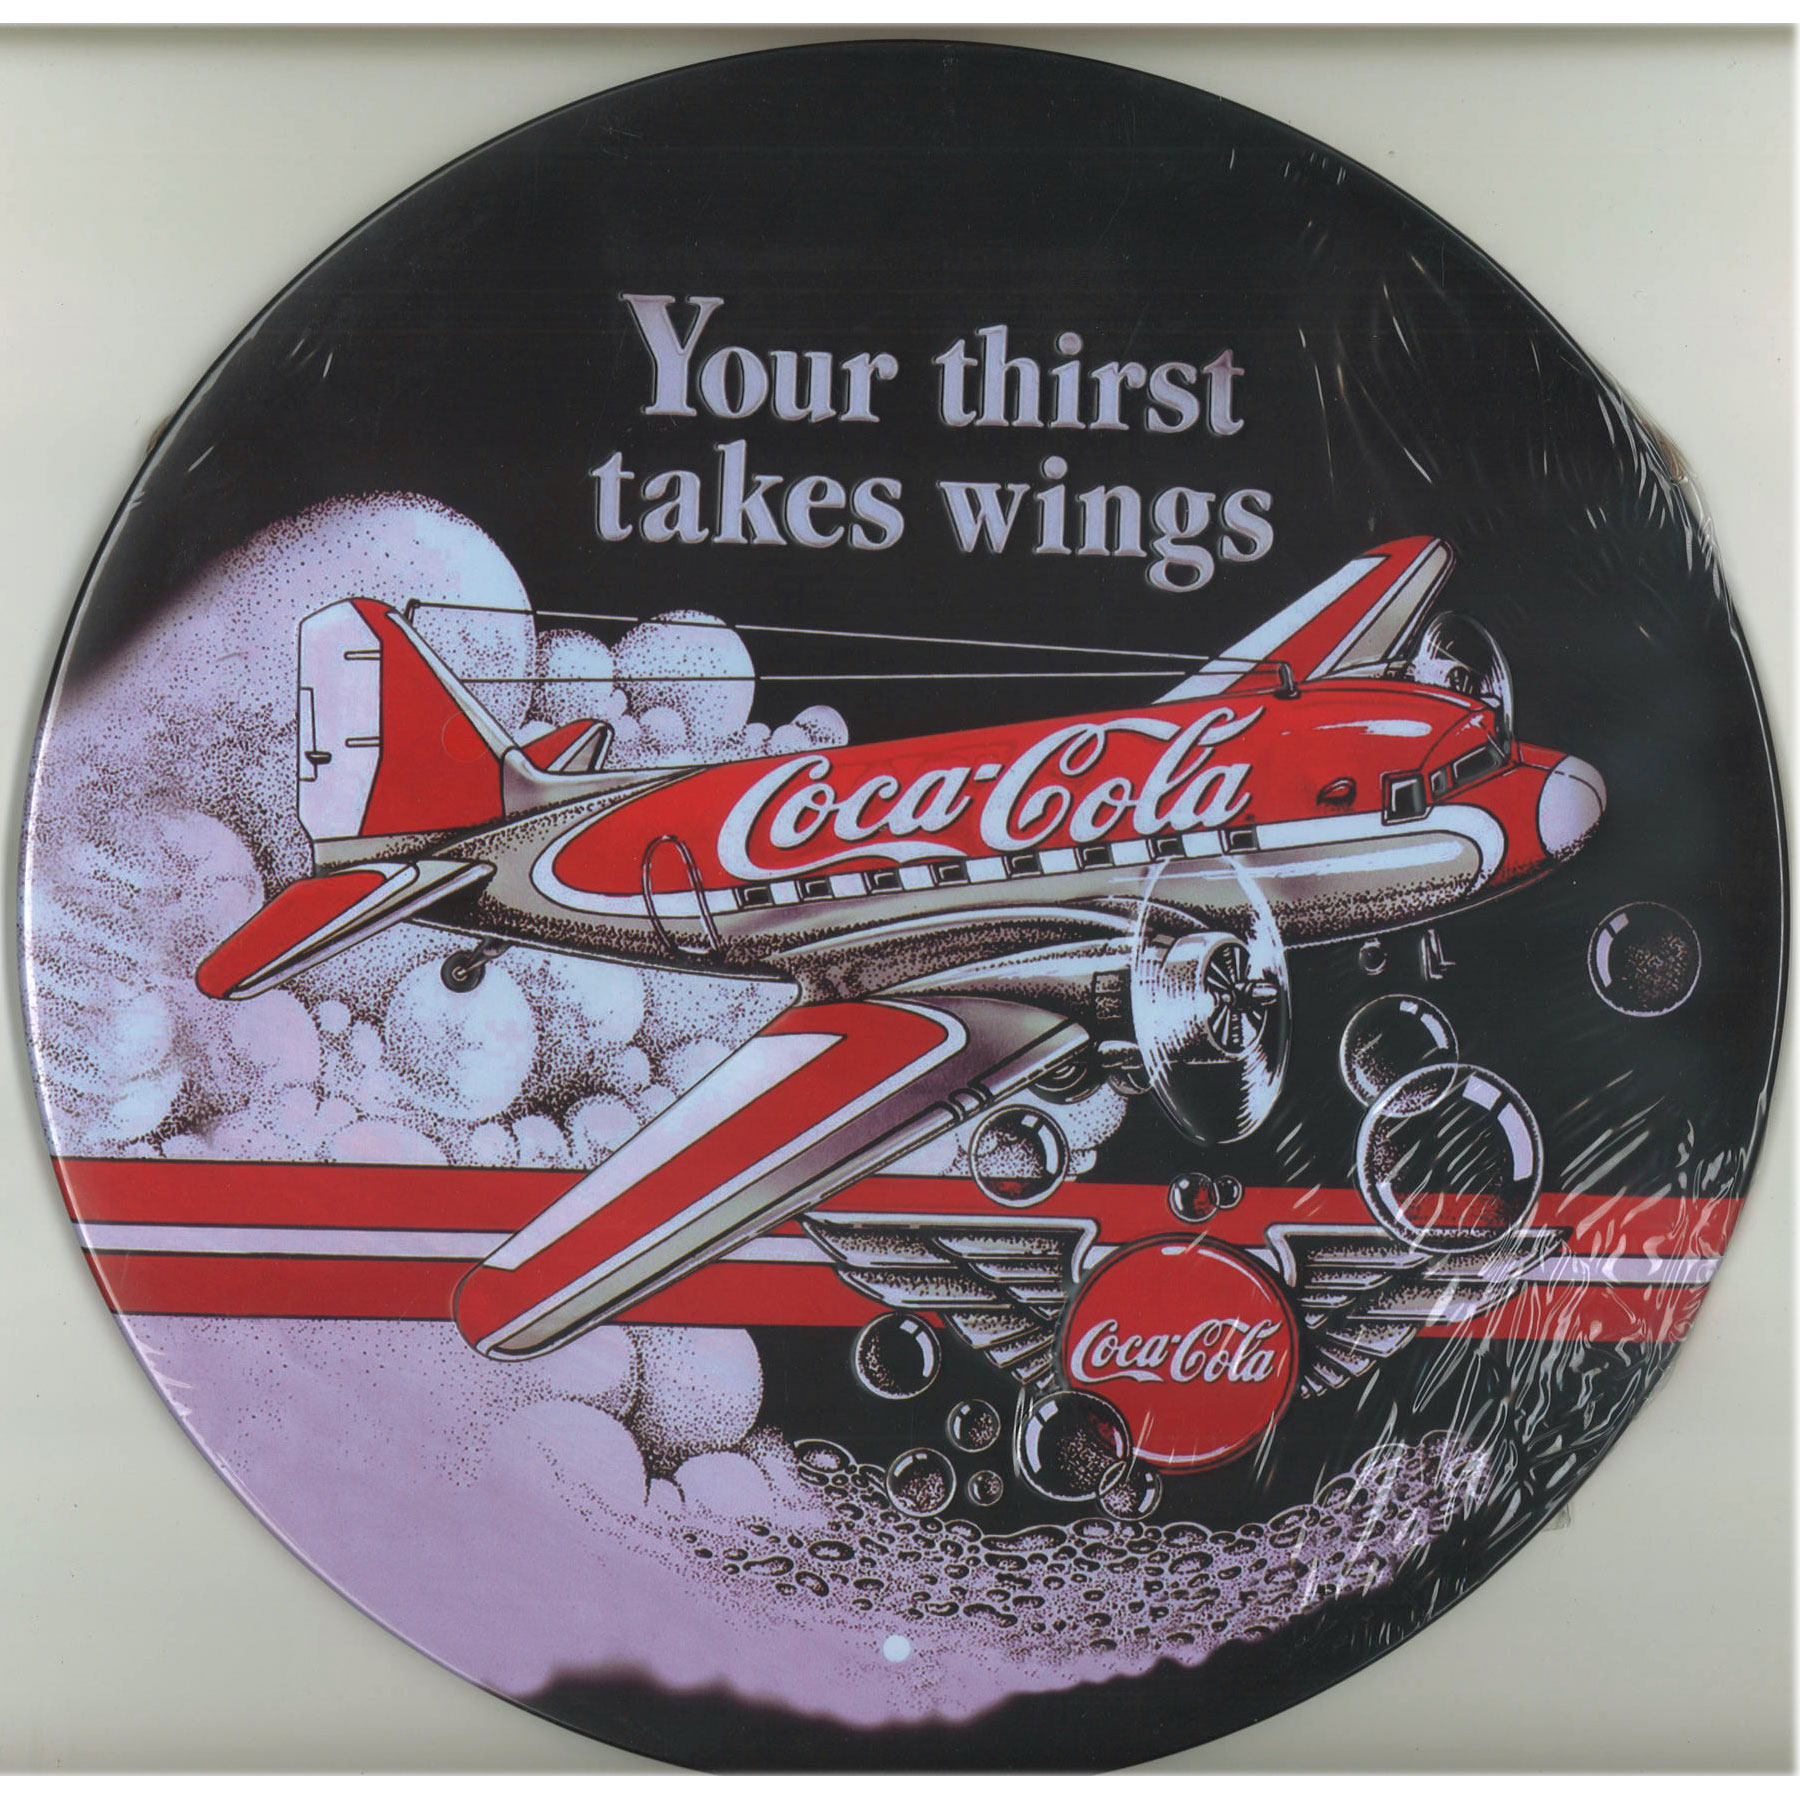 Your thirst
takes wings
Coca-Cola
Coca-Cola